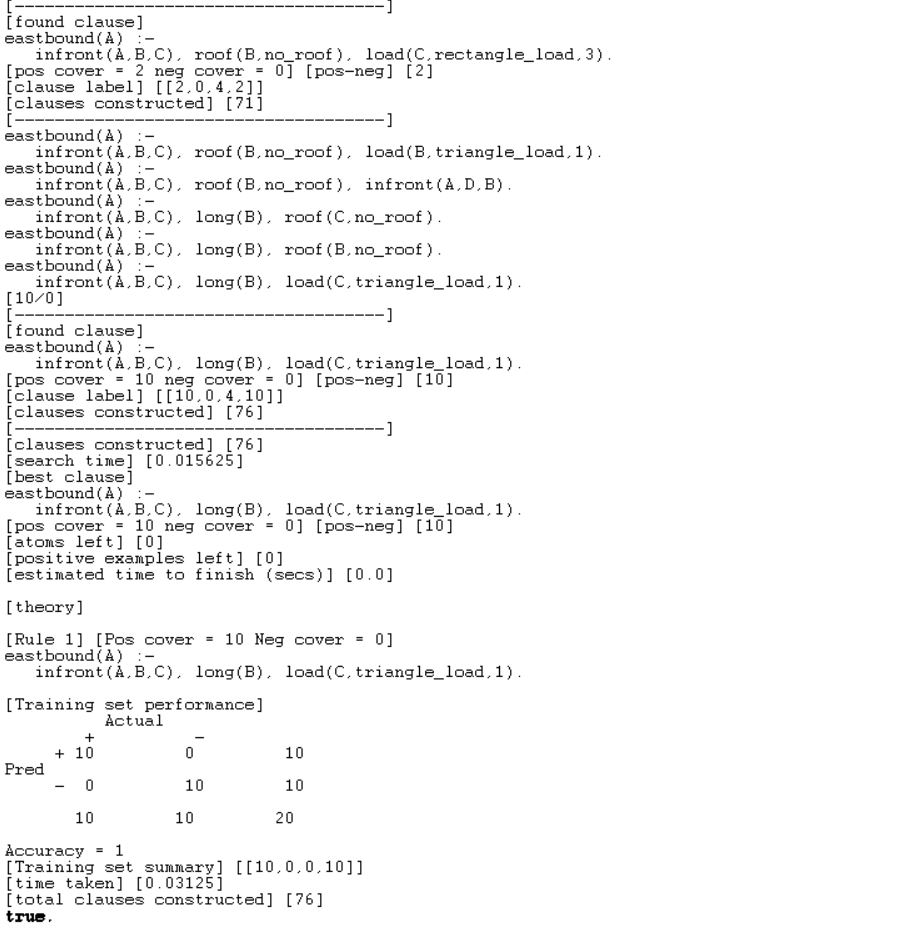 [-------------------------------------]
[found clause]
eastbound(A) :-
   infront(A,B,C), roof(B,no_roof), load(C,rectangle_load,3).
[pos cover = 2 neg cover = 0] [pos-neg] [2]
[clause label] [[2,0,4,2]]
[clauses constructed] [71]
[-------------------------------------]
eastbound(A) :-
   infront(A,B,C), roof(B,no_roof), load(B,triangle_load,1).
eastbound(A) :-
   infront(A,B,C), roof(B,no_roof), infront(A,D,B).
eastbound(A) :-
   infront(A,B,C), long(B), roof(C,no_roof).
eastbound(A) :-
   infront(A,B,C), long(B), roof(B,no_roof).
eastbound(A) :-
   infront(A,B,C), long(B), load(C,triangle_load,1).
[10/0]
[-------------------------------------]
[found clause]
eastbound(A) :-
   infront(A,B,C), long(B), load(C,triangle_load,1).
[pos cover = 10 neg cover = 0] [pos-neg] [10]
[clause label] [[10,0,4,10]]
[clauses constructed] [76]
[-------------------------------------]
[clauses constructed] [76]
[search time] [0.015625]
[best clause]
eastbound(A) :-
   infront(A,B,C), long(B), load(C,triangle_load,1).
[pos cover = 10 neg cover = 0] [pos-neg] [10]
[atoms left] [0]
[positive examples left] [0]
[estimated time to finish (secs)] [0.0]

[theory]

[Rule 1] [Pos cover = 10 Neg cover = 0]
eastbound(A) :-
   infront(A,B,C), long(B), load(C,triangle_load,1).

[Training set performance]
          Actual
        +          -
     + 10         0         10
Pred
     -  0         10        10

       10        10        20

Accuracy = 1
[Training set summary] [[10,0,0,10]]
[time taken] [0.03125]
[total clauses constructed] [76]
true.